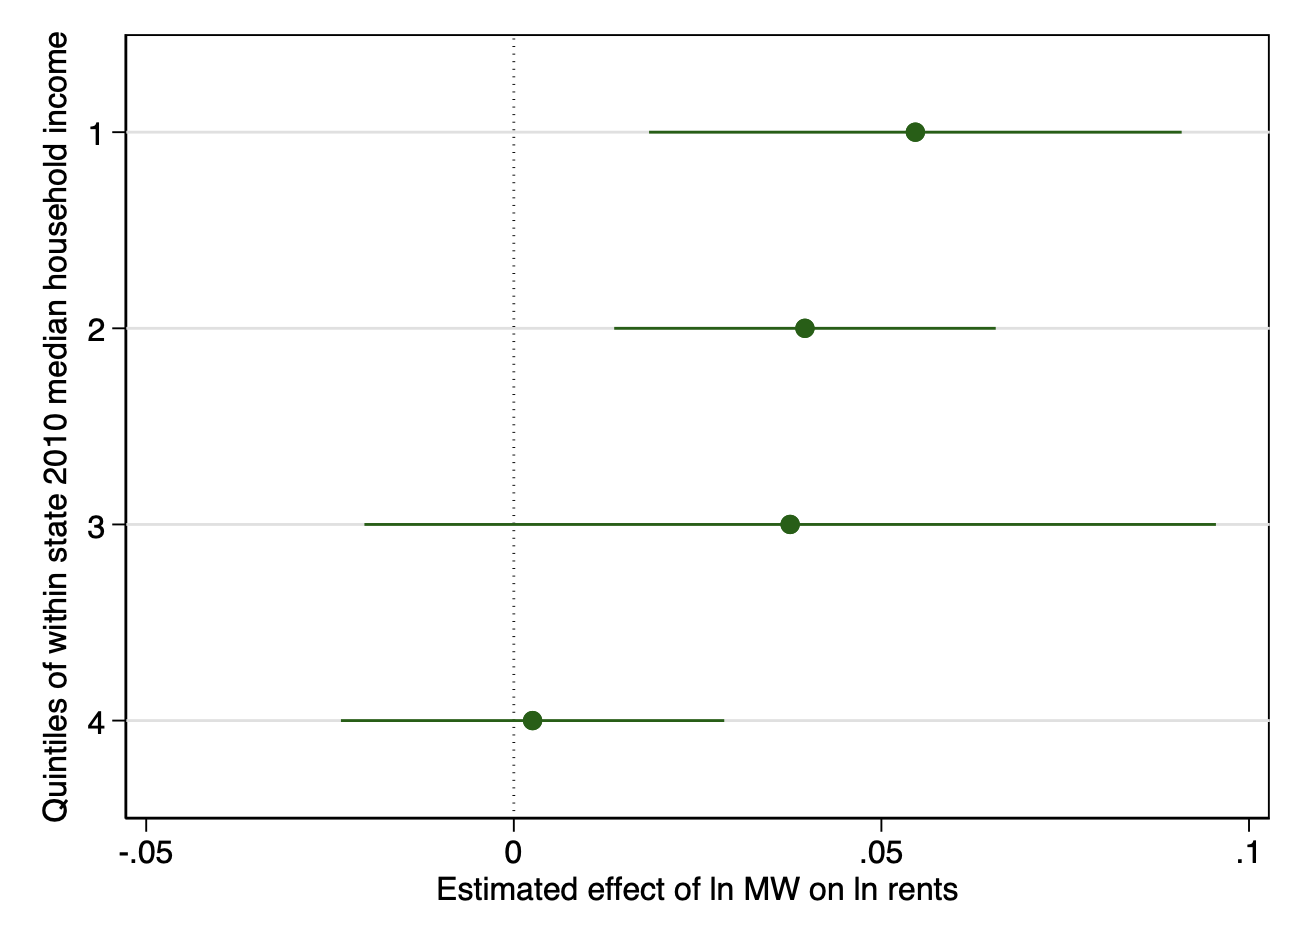 Quintiles of within state 2010 median household income
1
2
3
4
-.05 0 .05 .1
Estimated effect of ln MW on ln rents